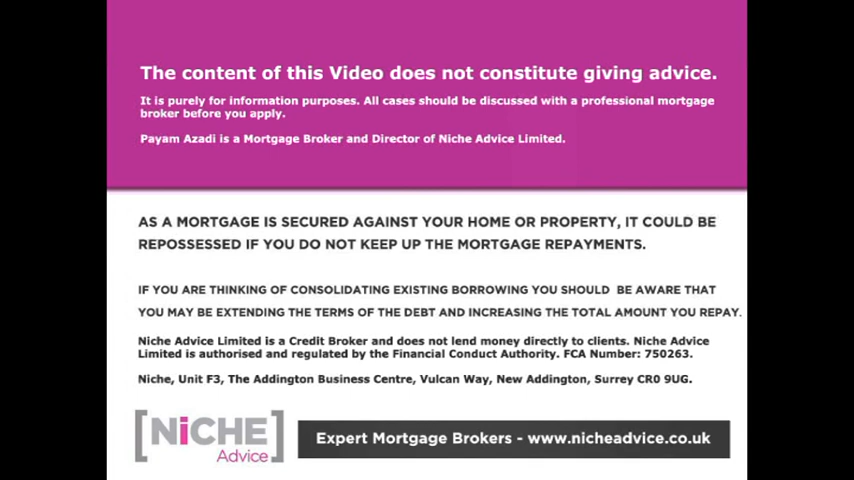 The content of this Video does not constitute giving advice.
It is purely for information purposes. All cases should be discussed with a professional mortgage
broker before you apply.
Payam Azadi is a Mortgage Broker and Director of Niche Advice Limited.
AS A MORTGAGE IS SECURED AGAINST YOUR HOME OR PROPERTY, IT COULD BE
REPOSSESSED IF YOU DO NOT KEEP UP THE MORTGAGE REPAYMENTS.
IF YOU ARE THINKING OF CONSOLIDATING EXISTING BORROWING YOU SHOULD BE AWARE THAT
YOU MAY BE EXTENDING THE TERMS OF THE DEBT AND INCREASING THE TOTAL AMOUNT YOU REPAY.
Niche Advice Limited is a Credit Broker and does not lend money directly to clients. Niche Advice
Limited is authorised and regulated by the Financial Conduct Authority. FCA Number: 750263.
Niche, Unit F3, The Addington Business Centre, Vulcan Way, New Addington, Surrey CR0 9UG.
[NiCHE]
Advice
Expert Mortgage Brokers - www.nicheadvice.co.uk